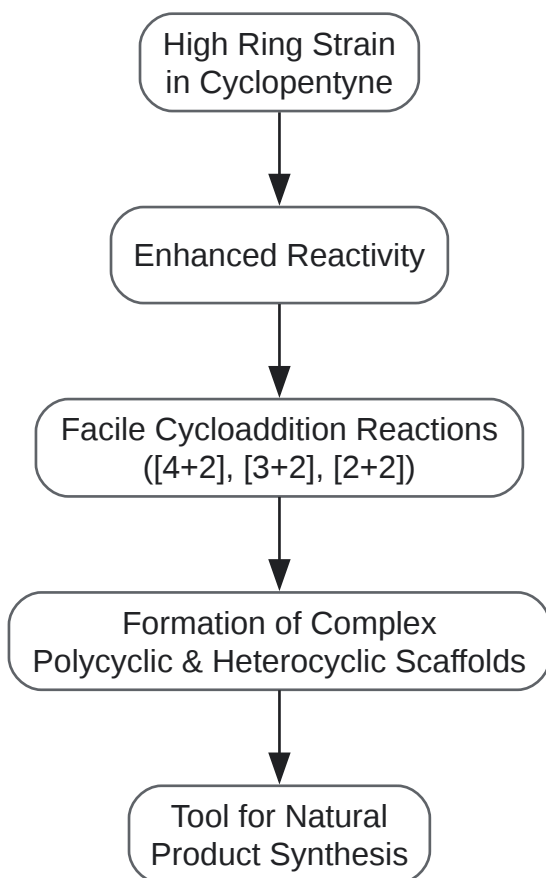 High Ring Strain
in Cyclopentyne
Enhanced Reactivity
Facile Cycloaddition Reactions
([4+2], [3+2], [2+2])
Formation of Complex
Polycyclic & Heterocyclic Scaffolds
Tool for Natural
Product Synthesis